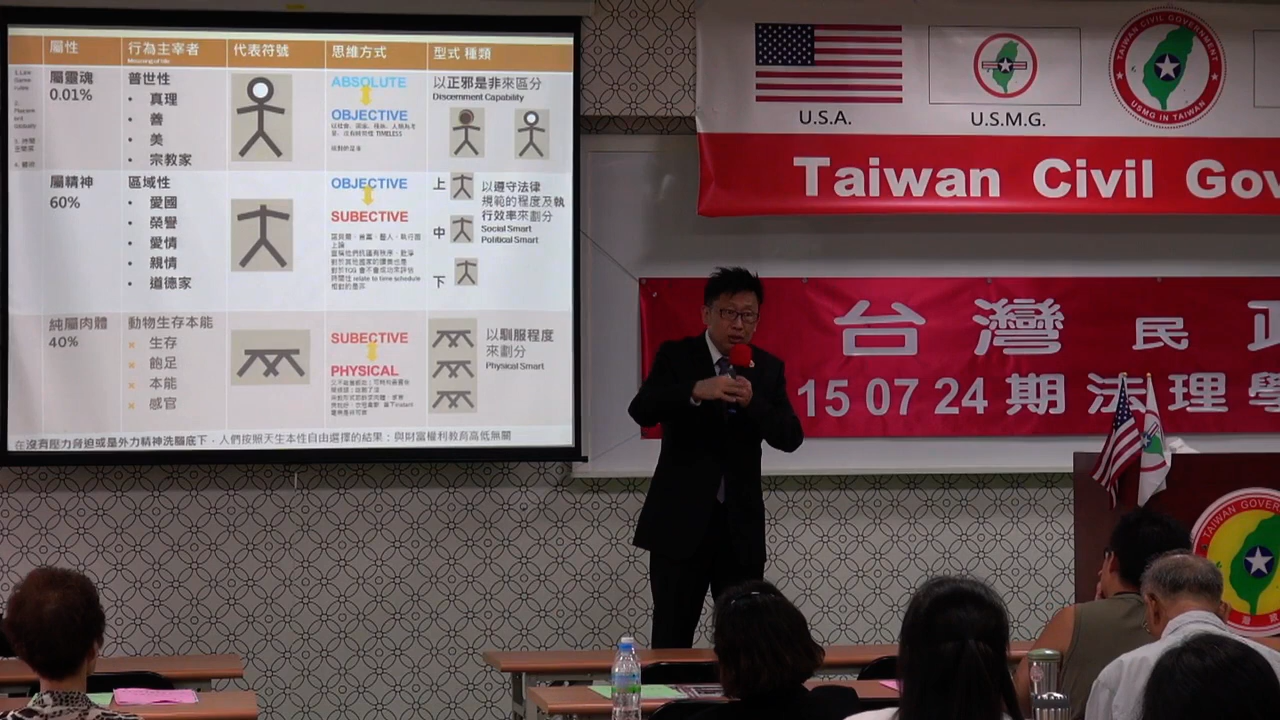 屬性 行為主宰者 代表符號 思維方式 型式 種類
Meaning of life
屬靈魂
0.01%
普世性
• 真理
• 善
• 美
• 宗教家
ABSOLUTE
OBJECTIVE
以正邪是非來區分
Discernment Capability
屬精神
60%
區域性
• 愛國
• 榮譽
• 愛情
• 親情
• 道德家
OBJECTIVE
SUBECTIVE
上
中
下
以遵守法律
規範的程度及執
行效率來劃分
Social Smart
Political Smart
純屬肉體
40%
動物生存本能
× 生存
× 飽足
× 本能
× 感官
SUBECTIVE
PHYSICAL
以馴服程度
來劃分
Physical Smart
在沒有壓力脅迫或是外力精神洗腦底下，人們按照天生本性自由選擇的結果；與財富權利教育高低無關
U.S.A.
U.S.M.G.
TAIWAN CIVIL GOVERNMENT
USMG IN TAIWAN
Taiwan Civil Gov
台灣民政
15 07 24 期法理學
TAIWAN GOVER